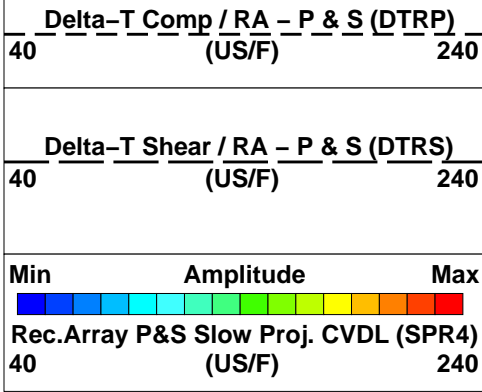 Delta–T Comp / RA – P & S (DTRP)
40 (US/F) 240
Delta–T Shear / RA – P & S (DTRS)
40 (US/F) 240
Min Amplitude Max
Rec.Array P&S Slow Proj. CVDL (SPR4)
40 (US/F) 240